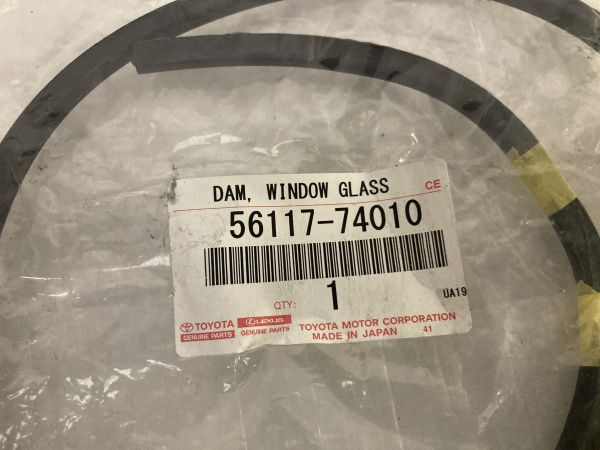 DAM, WINDOW GLASS CE
56117-74010
QTY: 1 UA19
TOYOTA LEXUS TOYOTA MOTOR CORPORATION
GENUINE PARTS GENUINE PARTS MADE IN JAPAN 41